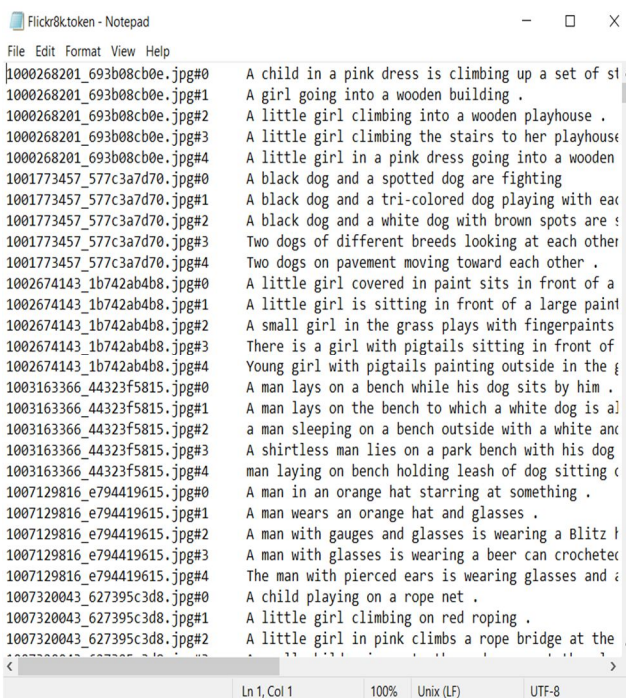 Flickr8k.token - Notepad
File Edit Format View Help
1000268201_693b08cb0e.jpg#0 A child in a pink dress is climbing up a set of st
1000268201_693b08cb0e.jpg#1 A girl going into a wooden building .
1000268201_693b08cb0e.jpg#2 A little girl climbing into a wooden playhouse .
1000268201_693b08cb0e.jpg#3 A little girl climbing the stairs to her playhouse
1000268201_693b08cb0e.jpg#4 A little girl in a pink dress going into a wooden
1001773457_577c3a7d70.jpg#0 A black dog and a spotted dog are fighting
1001773457_577c3a7d70.jpg#1 A black dog and a tri-colored dog playing with eac
1001773457_577c3a7d70.jpg#2 A black dog and a white dog with brown spots are s
1001773457_577c3a7d70.jpg#3 Two dogs of different breeds looking at each other
1001773457_577c3a7d70.jpg#4 Two dogs on pavement moving toward each other .
1002674143_1b742ab4b8.jpg#0 A little girl covered in paint sits in front of a
1002674143_1b742ab4b8.jpg#1 A little girl is sitting in front of a large paint
1002674143_1b742ab4b8.jpg#2 A small girl in the grass plays with fingerpaints
1002674143_1b742ab4b8.jpg#3 There is a girl with pigtails sitting in front of
1002674143_1b742ab4b8.jpg#4 Young girl with pigtails painting outside in the g
1003163366_44323f5815.jpg#0 A man lays on a bench while his dog sits by him .
1003163366_44323f5815.jpg#1 A man lays on the bench to which a white dog is al
1003163366_44323f5815.jpg#2 a man sleeping on a bench outside with a white and
1003163366_44323f5815.jpg#3 A shirtless man lies on a park bench with his dog
1003163366_44323f5815.jpg#4 man laying on bench holding leash of dog sitting o
1007129816_e794419615.jpg#0 A man in an orange hat starring at something .
1007129816_e794419615.jpg#1 A man wears an orange hat and glasses .
1007129816_e794419615.jpg#2 A man with gauges and glasses is wearing a Blitz h
1007129816_e794419615.jpg#3 A man with glasses is wearing a beer can crocheted
1007129816_e794419615.jpg#4 The man with pierced ears is wearing glasses and a
1007320043_627395c3d8.jpg#0 A child playing on a rope net .
1007320043_627395c3d8.jpg#1 A little girl climbing on red roping .
1007320043_627395c3d8.jpg#2 A little girl in pink climbs a rope bridge at the
Ln 1, Col 1 100% Unix (LF) UTF-8